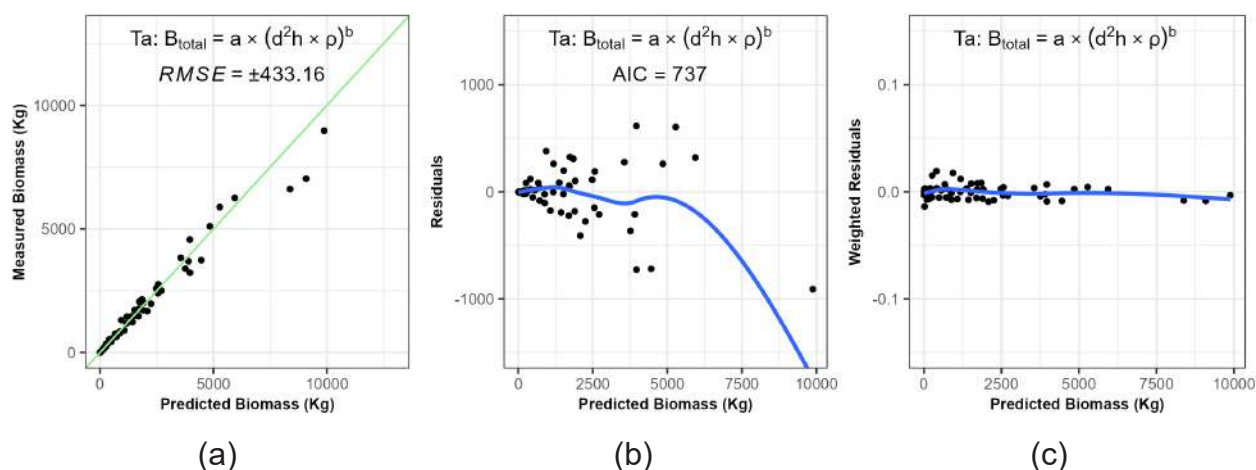 Ta: B_total = a × (d²h × ρ)^b
RMSE = ±433.16
Measured Biomass (Kg)
10000
5000
0
0 5000 10000
Predicted Biomass (Kg)
(a)
Ta: B_total = a × (d²h × ρ)^b
AIC = 737
Residuals
1000
0
-1000
0 2500 5000 7500 10000
Predicted Biomass (Kg)
(b)
Ta: B_total = a × (d²h × ρ)^b
Weighted Residuals
0.1
0.0
-0.1
0 2500 5000 7500 10000
Predicted Biomass (Kg)
(c)